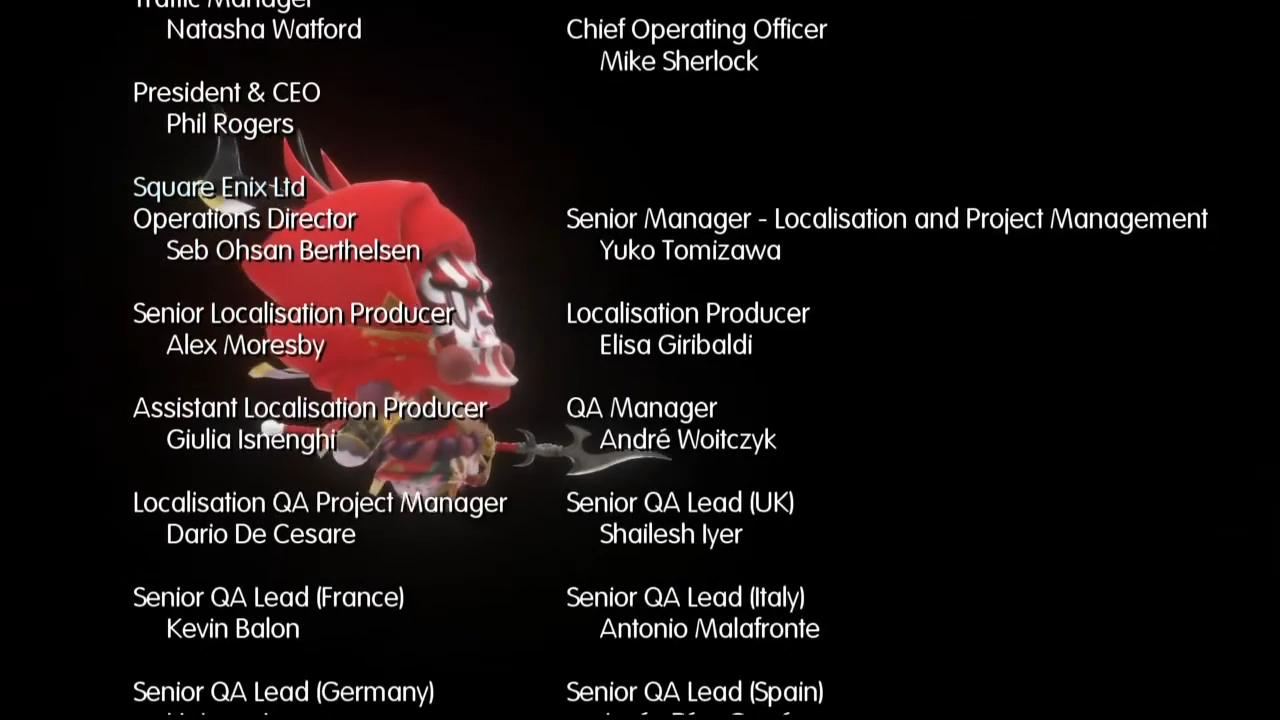 Traffic Manager
Natasha Watford
Chief Operating Officer
Mike Sherlock
President & CEO
Phil Rogers
Square Enix Ltd
Operations Director
Seb Ohsan Berthelsen
Senior Manager - Localisation and Project Management
Yuko Tomizawa
Senior Localisation Producer
Alex Moresby
Localisation Producer
Elisa Giribaldi
Assistant Localisation Producer
Giulia Isnenghi
QA Manager
André Woitczyk
Localisation QA Project Manager
Dario De Cesare
Senior QA Lead (UK)
Shailesh Iyer
Senior QA Lead (France)
Kevin Balon
Senior QA Lead (Italy)
Antonio Malafronte
Senior QA Lead (Germany)
Senior QA Lead (Spain)